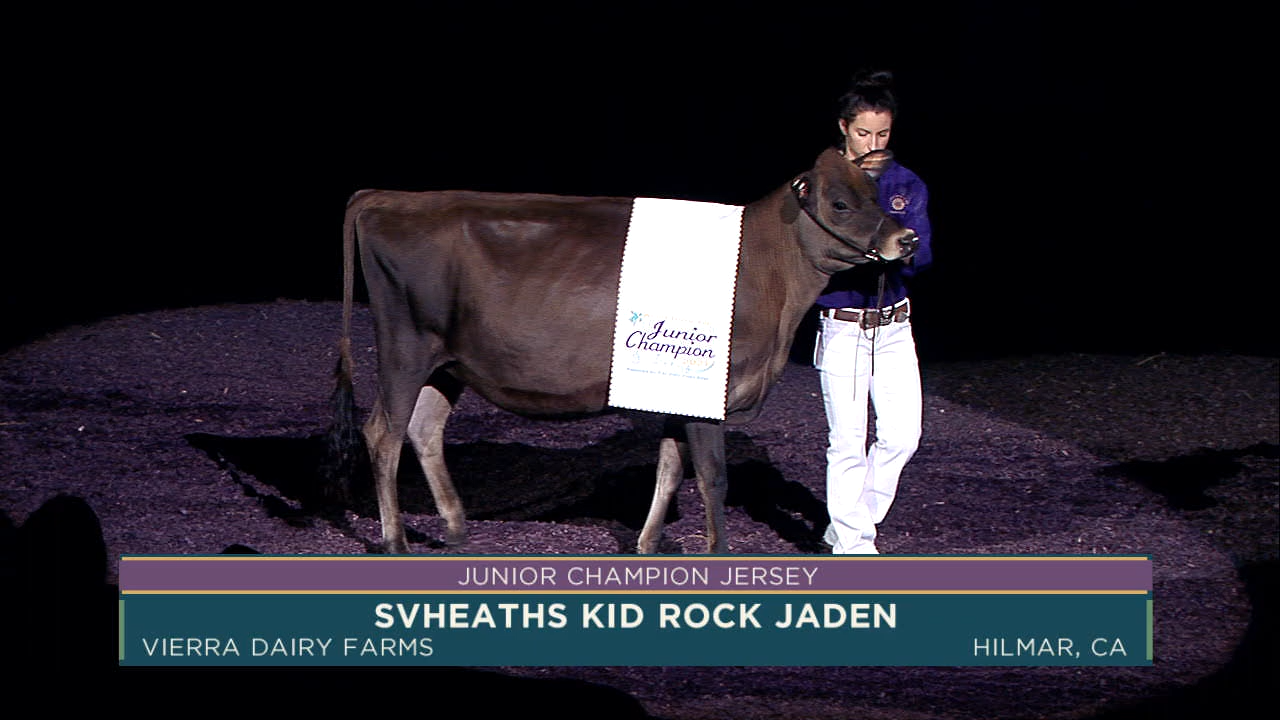 Junior
Champion
JUNIOR CHAMPION JERSEY
SVHEATHS KID ROCK JADEN
VIERRA DAIRY FARMS
HILMAR, CA